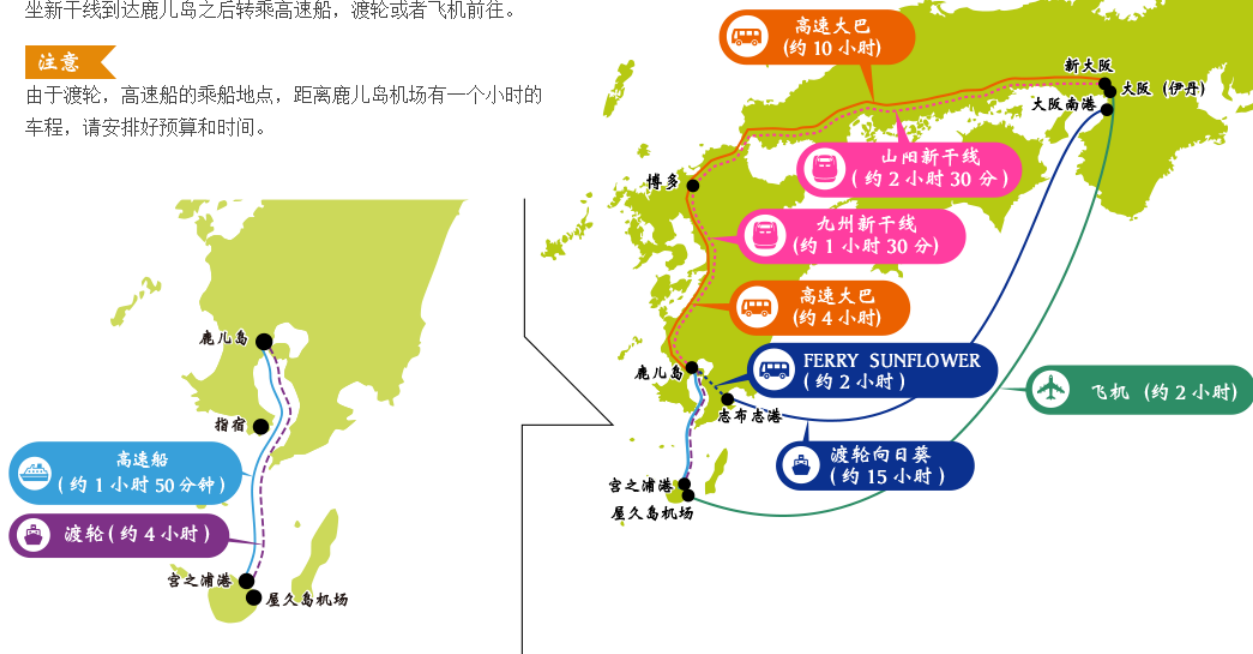 坐新干线到达鹿儿岛之后转乘高速船，渡轮或者飞机前往。
注意
由于渡轮，高速船的乘船地点，距离鹿儿岛机场有一个小时的
车程，请安排好预算和时间。
鹿儿岛
指宿
高速船
(约 1 小时 50 分钟)
渡轮(约 4 小时)
宫之浦港
屋久岛机场
高速大巴
(约 10 小时)
新大阪
大阪 (伊丹)
大阪南港
山阳新干线
(约 2 小时 30 分)
博多
九州新干线
(约 1 小时 30 分)
高速大巴
(约 4 小时)
鹿儿岛
FERRY SUNFLOWER
(约 2 小时)
飞机 (约 2 小时)
志布志港
渡轮向日葵
(约 15 小时)
宫之浦港
屋久岛机场